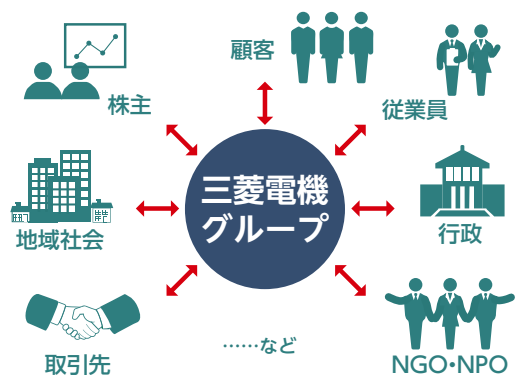 顧客
株主
従業員
三菱電機
グループ
地域社会
行政
取引先
……など
NGO・NPO